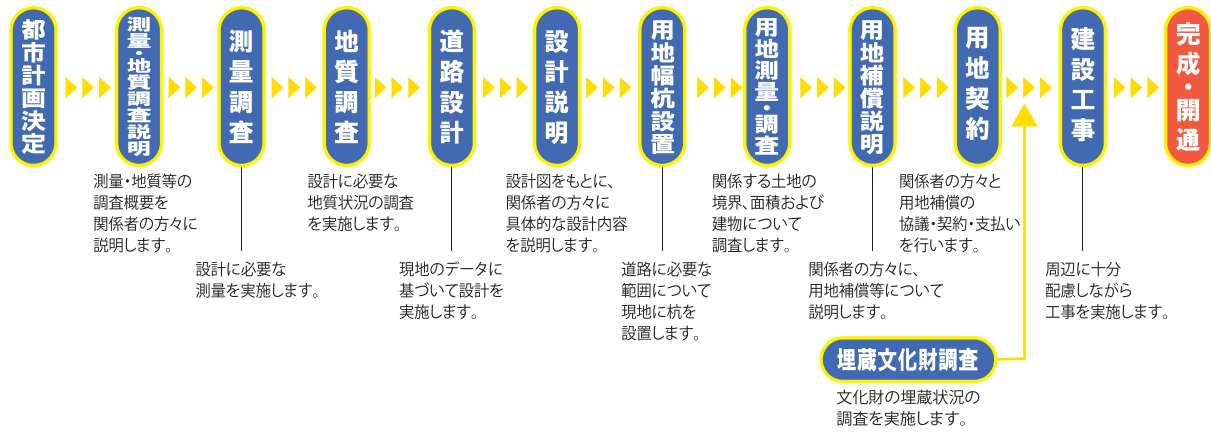 都市計画決定
測量・地質調査説明
測量調査
地質調査
道路設計
設計説明
用地幅杭設置
用地測量・調査
用地補償説明
用地契約
建設工事
完成・開通
測量・地質等の
調査概要を
関係者の方々に
説明します。
設計に必要な
測量を実施します。
設計に必要な
地質状況の調査
を実施します。
現地のデータに
基づいて設計を
実施します。
設計図をもとに、
関係者の方々に
具体的な設計内容
を説明します。
道路に必要な
範囲について
現地に杭を
設置します。
関係する土地の
境界、面積および
建物について
調査します。
関係者の方々に、
用地補償等について
説明します。
関係者の方々と
用地補償の
協議・契約・支払い
を行います。
周辺に十分
配慮しながら
工事を実施します。
埋蔵文化財調査
文化財の埋蔵状況の
調査を実施します。